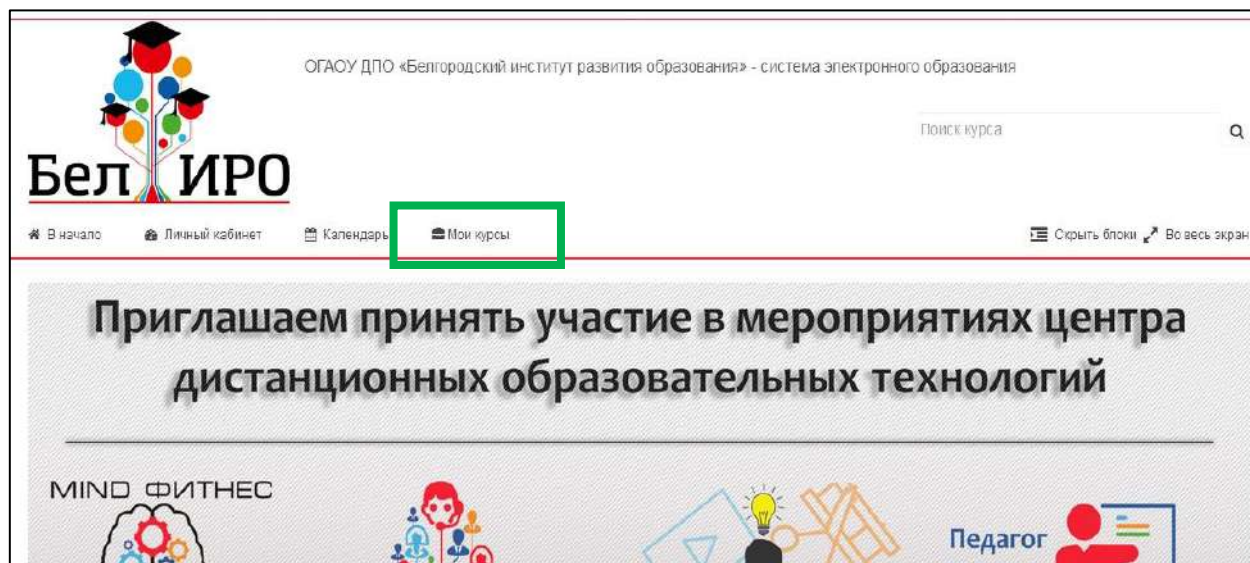 ОГАОУ ДПО «Белгородский институт развития образования» - система электронного образования
Поиск курса
Бел ИРО
В начало Личный кабинет Календарь Мои курсы Скрыть блоки Во весь экран
Приглашаем принять участие в мероприятиях центра
дистанционных образовательных технологий
MIND ФИТНЕС
Педагог